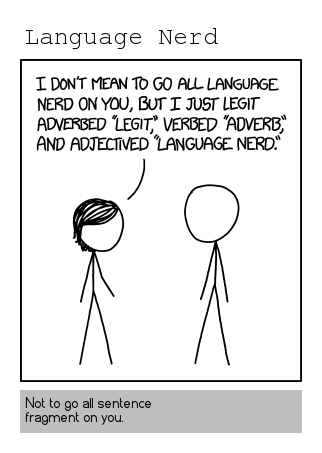 Language Nerd
I DON'T MEAN TO GO ALL LANGUAGE
NERD ON YOU, BUT I JUST LEGIT
ADVERBED "LEGIT," VERBED "ADVERB,"
AND ADJECTIVED "LANGUAGE NERD."
Not to go all sentence
fragment on you.